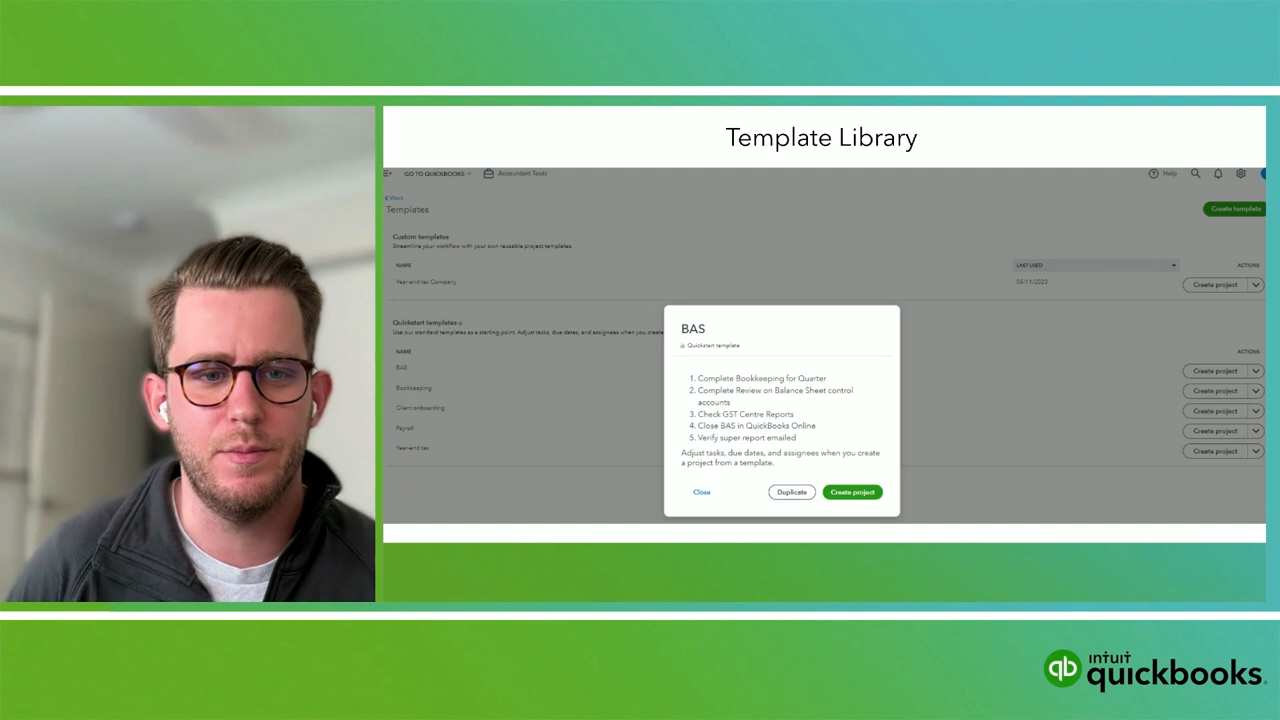 Template Library
GO TO QUICKBOOKS
Accountant Tools
Help
Work
Templates
Create template
Custom templates
Streamline your workflow with your own reusable project templates.
NAME
LAST USED
ACTIONS
Year-end tax Company
05/11/2023
Create project
Quickstart templates
Use our standard templates as a starting point. Adjust tasks, due dates, and assignees when you create
NAME
ACTIONS
BAS
Create project
Bookkeeping
Create project
Client onboarding
Create project
Payroll
Create project
Year-end tax
Create project
BAS
Quickstart template
1. Complete Bookkeeping for Quarter
2. Complete Review on Balance Sheet control
accounts
3. Check GST Centre Reports
4. Close BAS in QuickBooks Online
5. Verify super report emailed
Adjust tasks, due dates, and assignees when you create
a project from a template.
Close
Duplicate
Create project
qb
intuit
quickbooks.